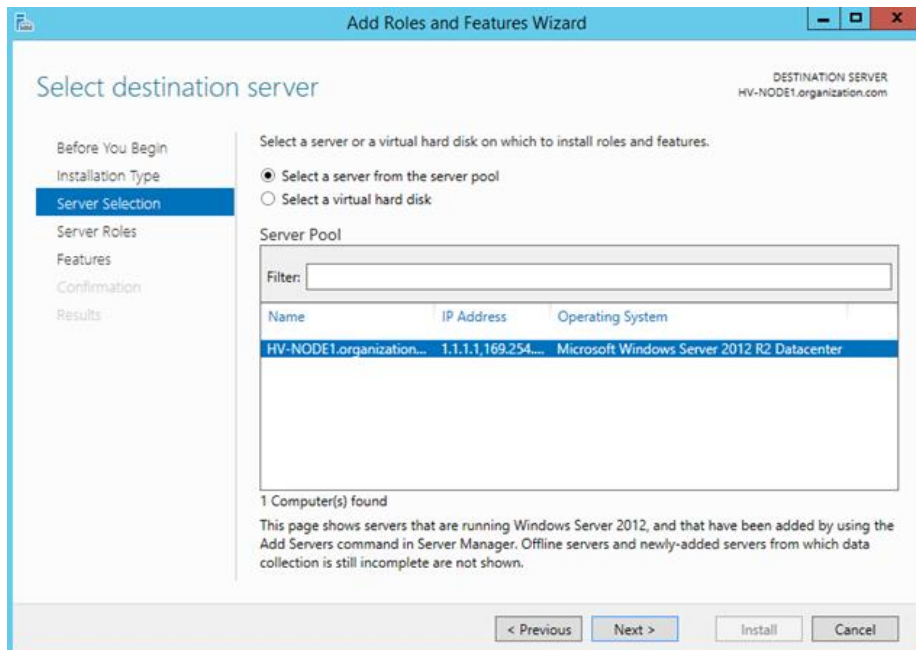 Add Roles and Features Wizard
Select destination server
DESTINATION SERVER
HV-NODE1.organization.com
Before You Begin
Installation Type
Server Selection
Server Roles
Features
Confirmation
Results
Select a server or a virtual hard disk on which to install roles and features.
Select a server from the server pool
Select a virtual hard disk
Server Pool
Filter:
Name IP Address Operating System
HV-NODE1.organization... 1.1.1.1,169.254.... Microsoft Windows Server 2012 R2 Datacenter
1 Computer(s) found
This page shows servers that are running Windows Server 2012, and that have been added by using the
Add Servers command in Server Manager. Offline servers and newly-added servers from which data
collection is still incomplete are not shown.
< Previous Next > Install Cancel